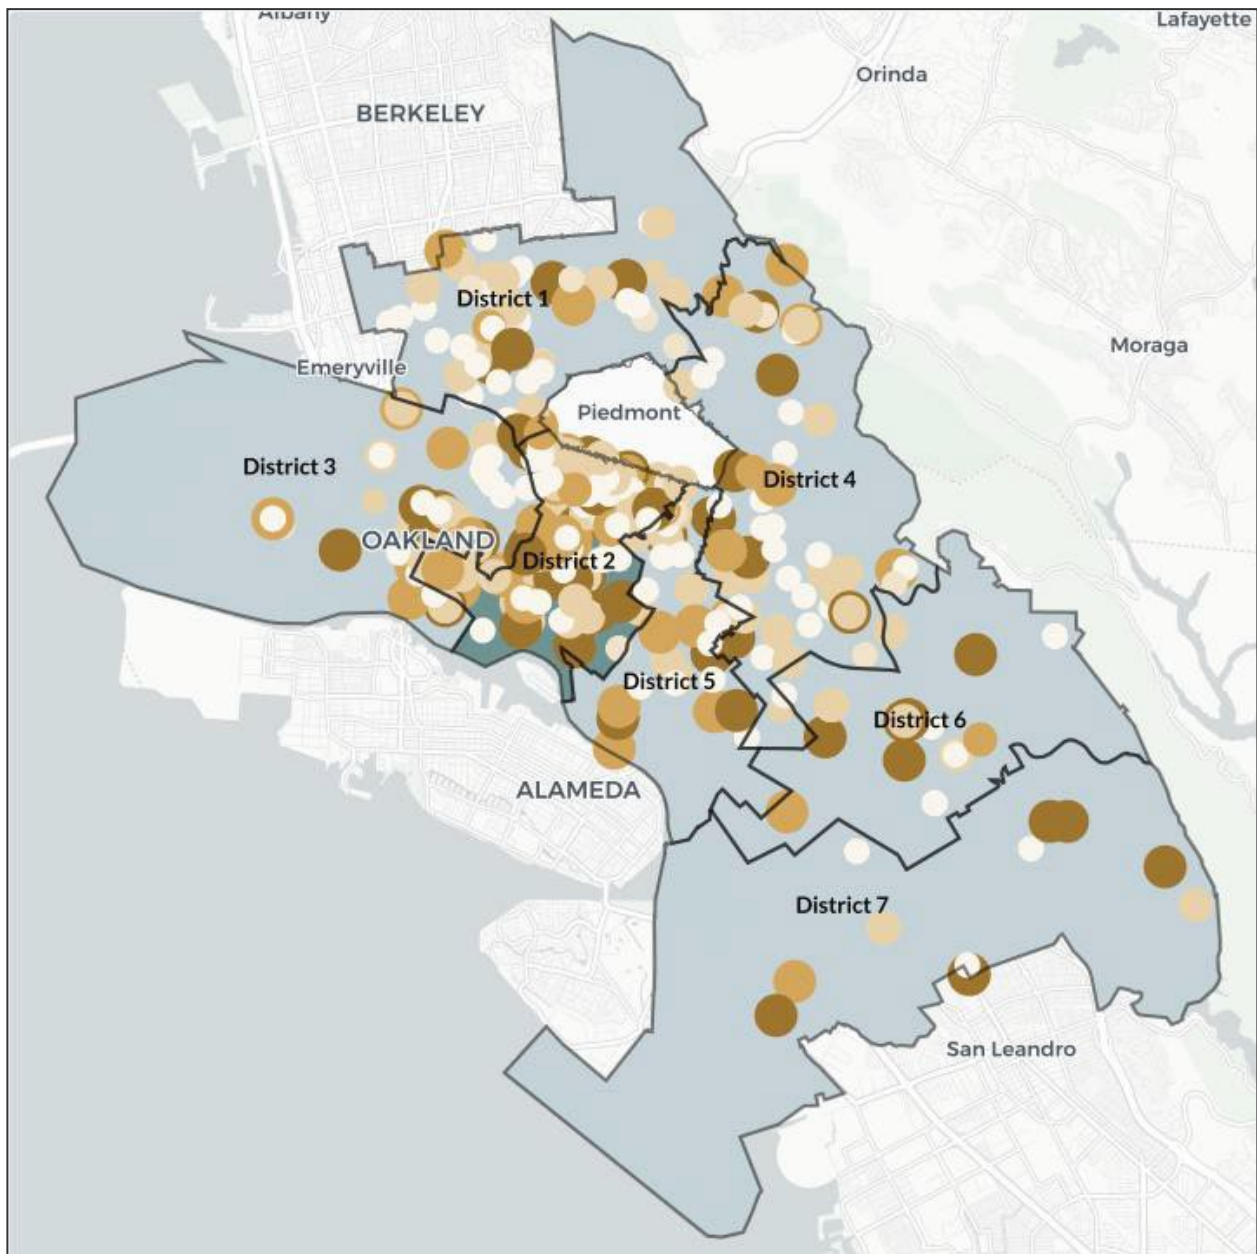 Albany
Lafayette
Orinda
BERKELEY
District 1
Moraga
Emeryville
Piedmont
District 3
District 4
OAKLAND
District 2
District 5
District 6
ALAMEDA
District 7
San Leandro